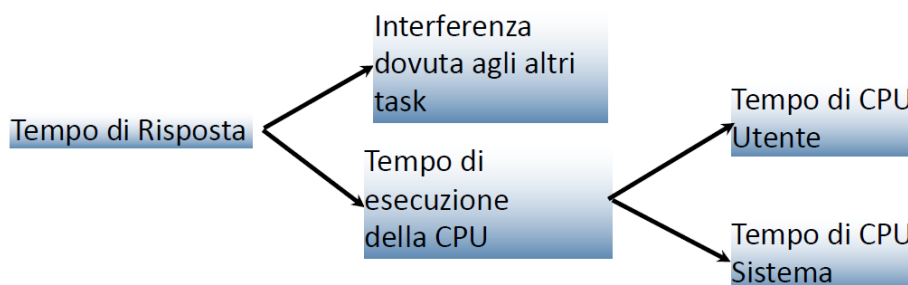 Interferenza
dovuta agli altri
task
Tempo di Risposta
Tempo di
esecuzione
della CPU
Tempo di CPU
Utente
Tempo di CPU
Sistema